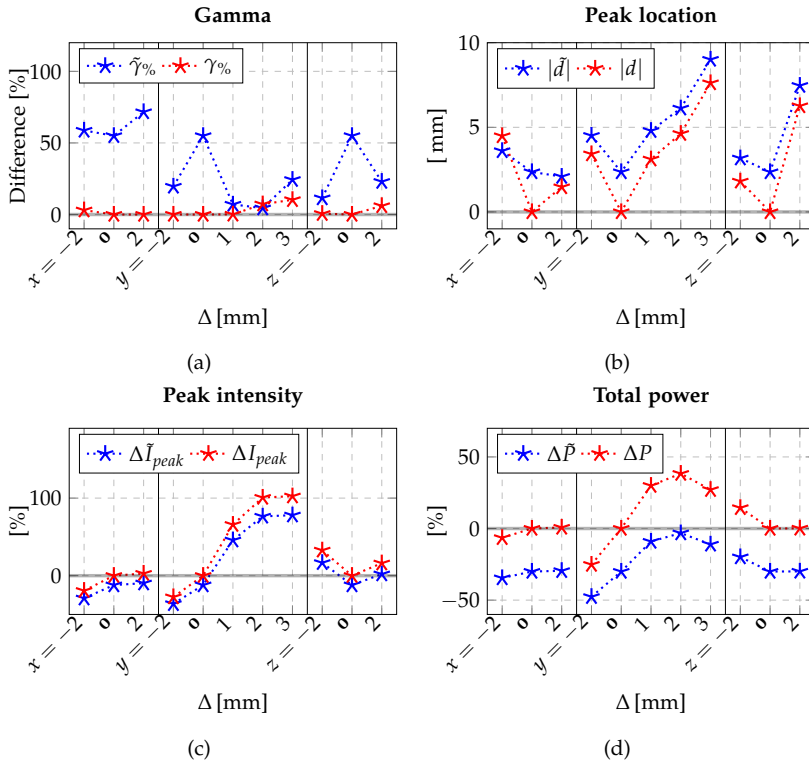 Gamma
γ̃% γ%
Difference [%]
100
50
0
x = −2 0 2 y = −2 0 1 2 3 z = −2 0 2
Δ [mm]
(a)
Peak location
|d̃| |d|
[ mm]
10
5
0
x = −2 0 2 y = −2 0 1 2 3 z = −2 0 2
Δ [mm]
(b)
Peak intensity
ΔĨpeak ΔIpeak
[%]
100
0
x = −2 0 2 y = −2 0 1 2 3 z = −2 0 2
Δ [mm]
(c)
Total power
ΔP̃ ΔP
[%]
50
0
−50
x = −2 0 2 y = −2 0 1 2 3 z = −2 0 2
Δ [mm]
(d)